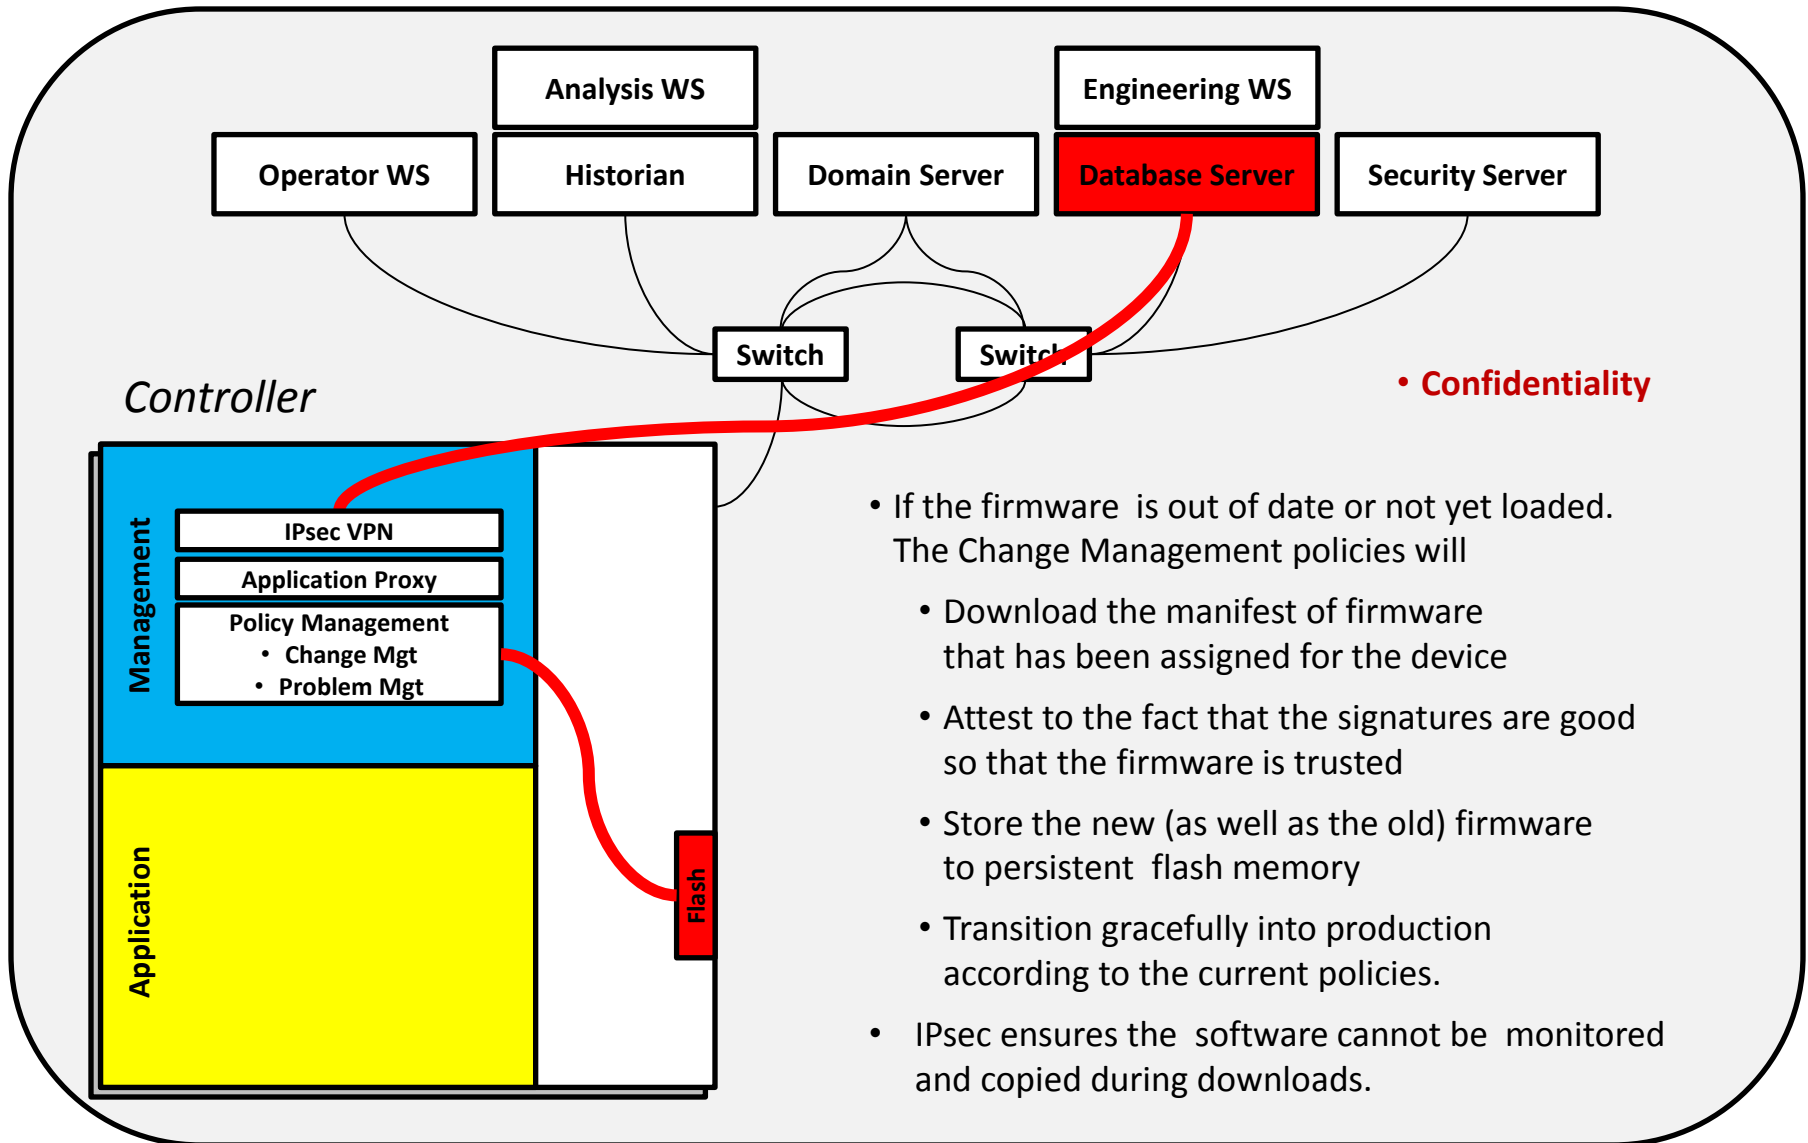 Analysis WS
Engineering WS
Operator WS
Historian
Domain Server
Database Server
Security Server
Switch
Switch
Controller
• Confidentiality
Management
IPsec VPN
Application Proxy
Policy Management
• Change Mgt
• Problem Mgt
Application
Flash
• If the firmware is out of date or not yet loaded.
The Change Management policies will
• Download the manifest of firmware
that has been assigned for the device
• Attest to the fact that the signatures are good
so that the firmware is trusted
• Store the new (as well as the old) firmware
to persistent flash memory
• Transition gracefully into production
according to the current policies.
• IPsec ensures the software cannot be monitored
and copied during downloads.